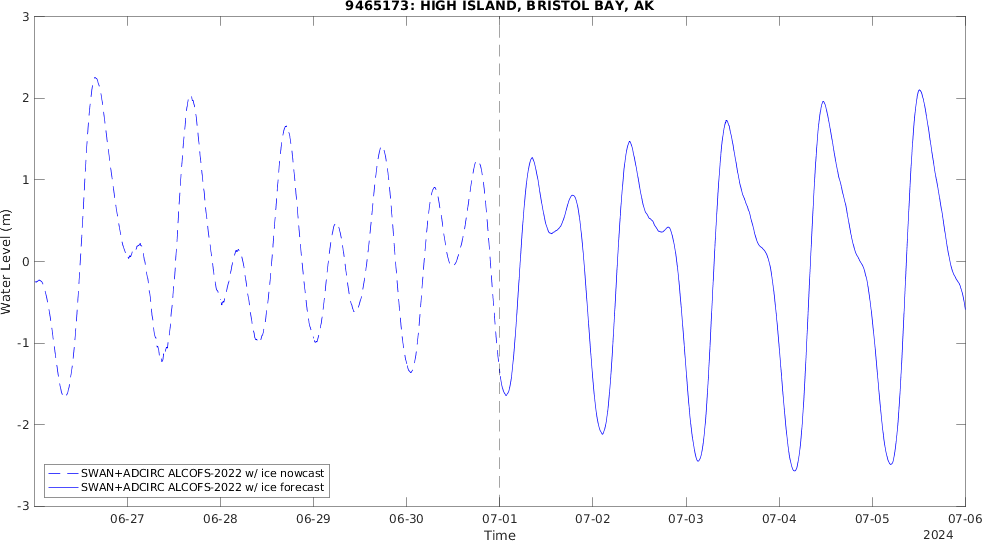 9465173: HIGH ISLAND, BRISTOL BAY, AK
3
2
1
0
-1
-2
-3
Water Level (m)
SWAN+ADCIRC ALCOFS-2022 w/ ice nowcast
SWAN+ADCIRC ALCOFS-2022 w/ ice forecast
06-27 06-28 06-29 06-30 07-01 07-02 07-03 07-04 07-05 07-06
Time
2024